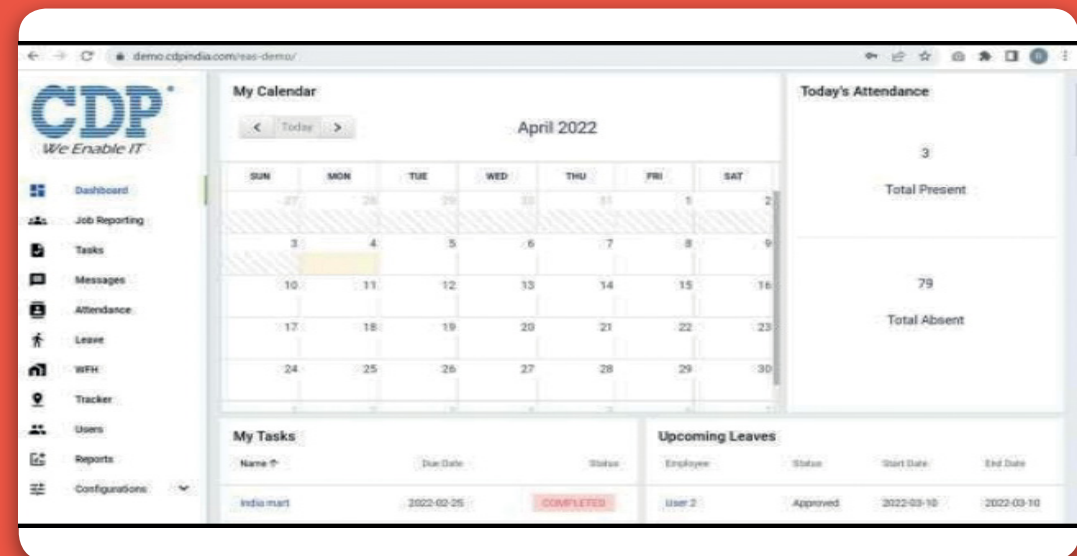 demo.cdpindia.com/eas-demo/
CDP
We Enable IT
Dashboard
Job Reporting
Tasks
Messages
Attendance
Leave
WFH
Tracker
Users
Reports
Configurations
My Calendar
Today
April 2022
SUN MON TUE WED THU FRI SAT
27 28 29 30 31 1 2
3 4 5 6 7 8 9
10 11 12 13 14 15 16
17 18 19 20 21 22 23
24 25 26 27 28 29 30
Today's Attendance
3
Total Present
79
Total Absent
My Tasks
Name Due Date Status
india mart 2022-02-25 COMPLETED
Upcoming Leaves
Employee Status Start Date End Date
User 2 Approved 2022-03-10 2022-03-10